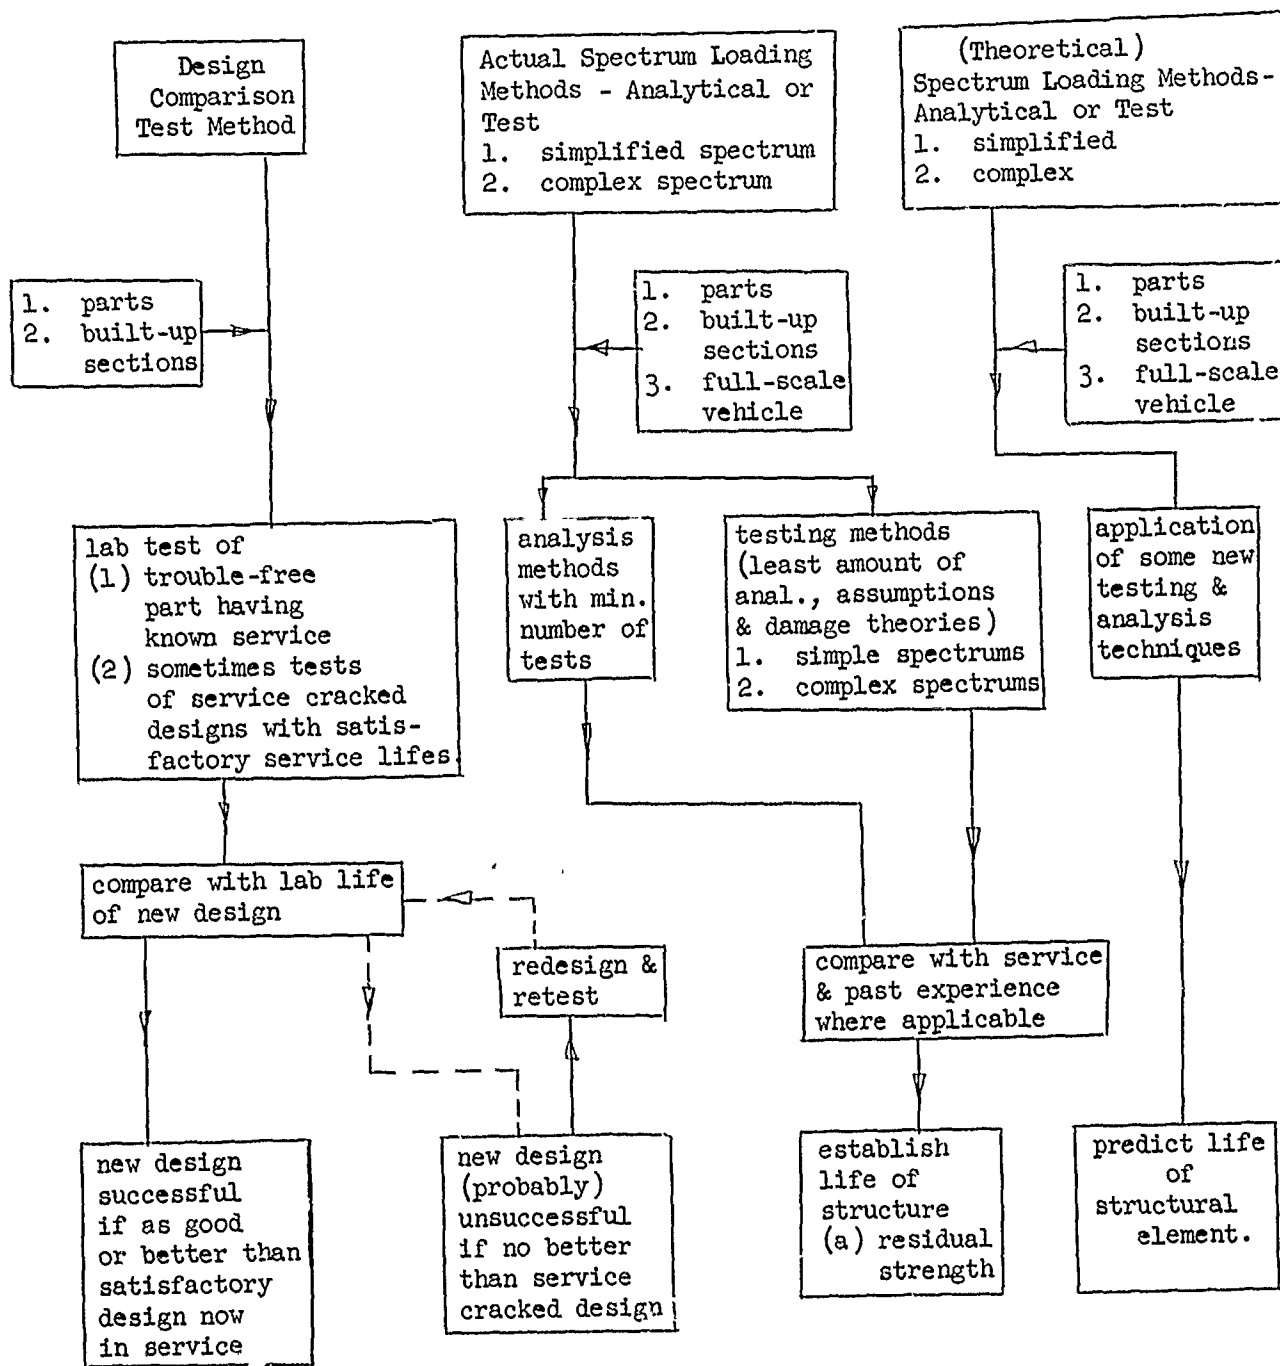 Design
Comparison
Test Method
Actual Spectrum Loading
Methods - Analytical or
Test
1. simplified spectrum
2. complex spectrum
(Theoretical)
Spectrum Loading Methods-
Analytical or Test
1. simplified
2. complex
1. parts
2. built-up
sections
1. parts
2. built-up
sections
3. full-scale
vehicle
1. parts
2. built-up
sections
3. full-scale
vehicle
lab test of
(1) trouble-free
part having
known service
(2) sometimes tests
of service cracked
designs with satis-
factory service lifes.
analysis
methods
with min.
number of
tests
testing methods
(least amount of
anal., assumptions
& damage theories)
1. simple spectrums
2. complex spectrums
application
of some new
testing &
analysis
techniques
compare with lab life
of new design
redesign &
retest
compare with service
& past experience
where applicable
new design
successful
if as good
or better than
satisfactory
design now
in service
new design
(probably)
unsuccessful
if no better
than service
cracked design
establish
life of
structure
(a) residual
strength
predict life
of
structural
element.